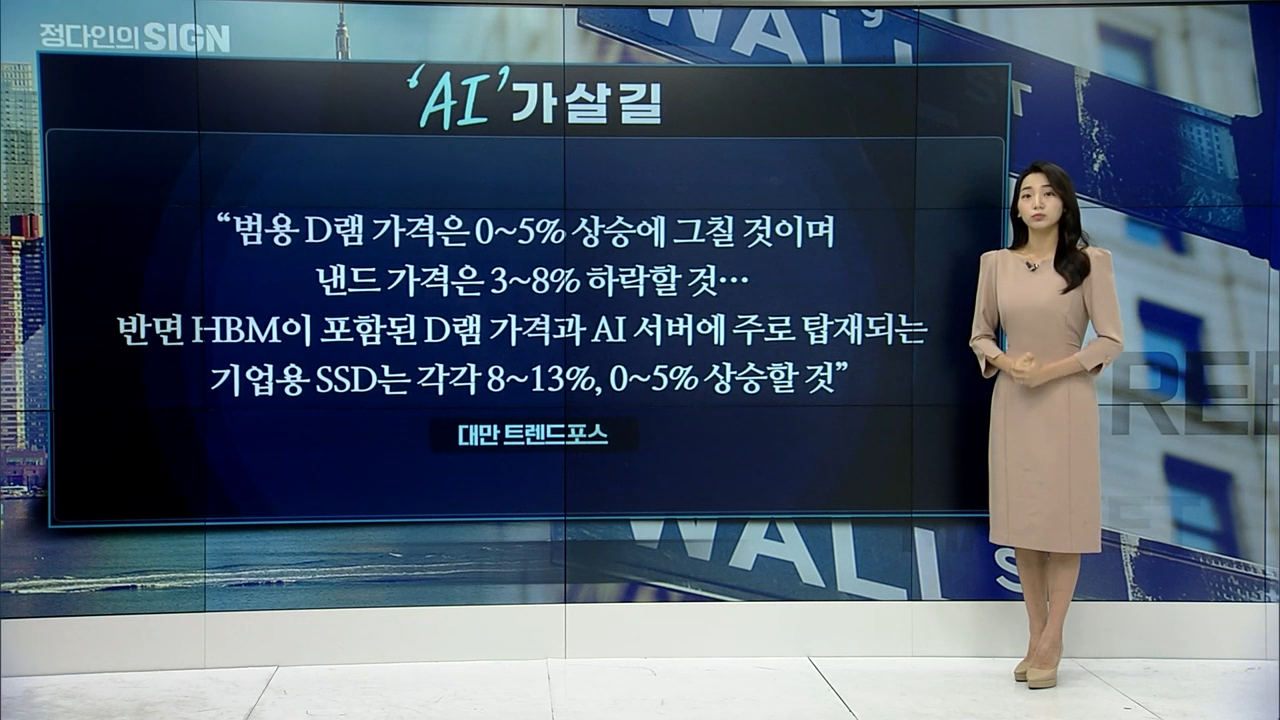 정다인의 SIGN
‘AI’가 살 길
“범용 D램 가격은 0~5% 상승에 그칠 것이며
낸드 가격은 3~8% 하락할 것…
반면 HBM이 포함된 D램 가격과 AI 서버에 주로 탑재되는
기업용 SSD는 각각 8~13%, 0~5% 상승할 것”
대만 트렌드포스
WALL
ST
WALL
S
REE